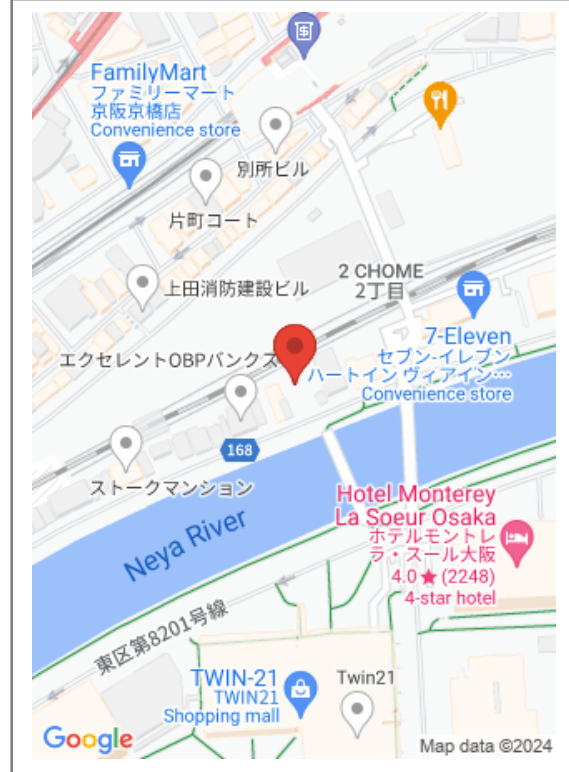 FamilyMart
ファミリーマート
京阪京橋店
Convenience store
別所ビル
片町コート
2 CHOME
2丁目
上田消防建設ビル
7-Eleven
セブン-イレブン
ハートイン ヴィアイン…
Convenience store
エクセレントOBPバンクス
168
ストークマンション
Neya River
Hotel Monterey
La Soeur Osaka
ホテルモントレ
ラ・スール大阪
4.0★(2248)
4-star hotel
東区第8201号線
TWIN-21
TWIN21
Shopping mall
Twin21
Google
Map data ©2024